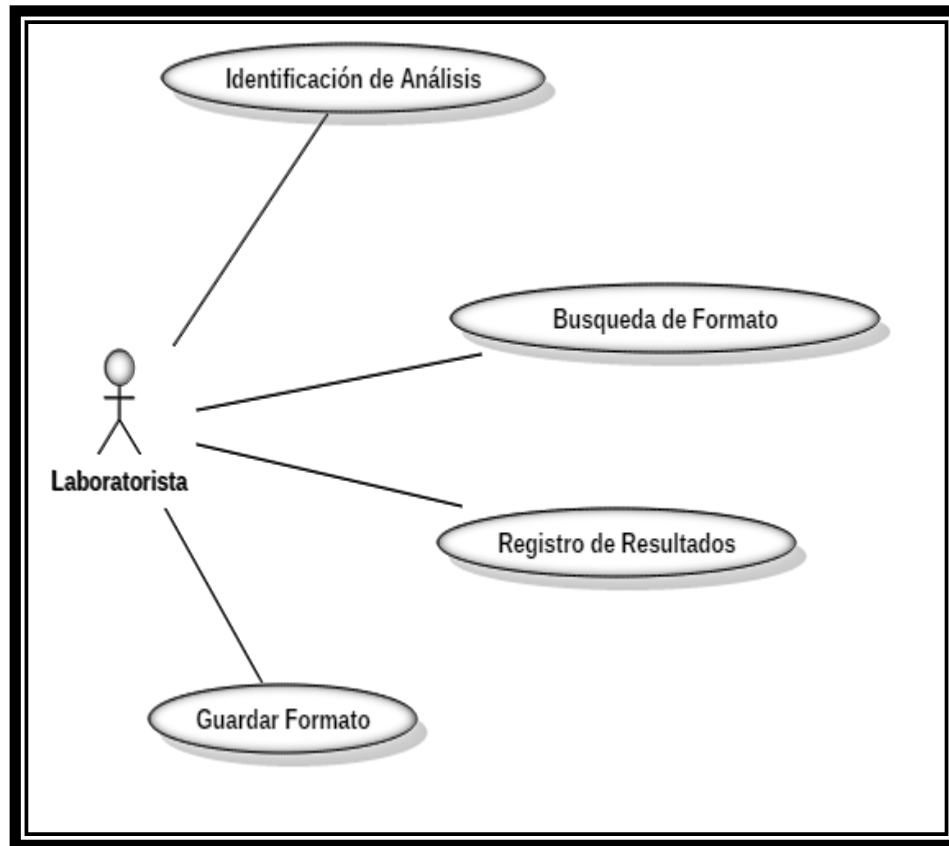 Identificación de Análisis
Busqueda de Formato
Laboratorista
Registro de Resultados
Guardar Formato